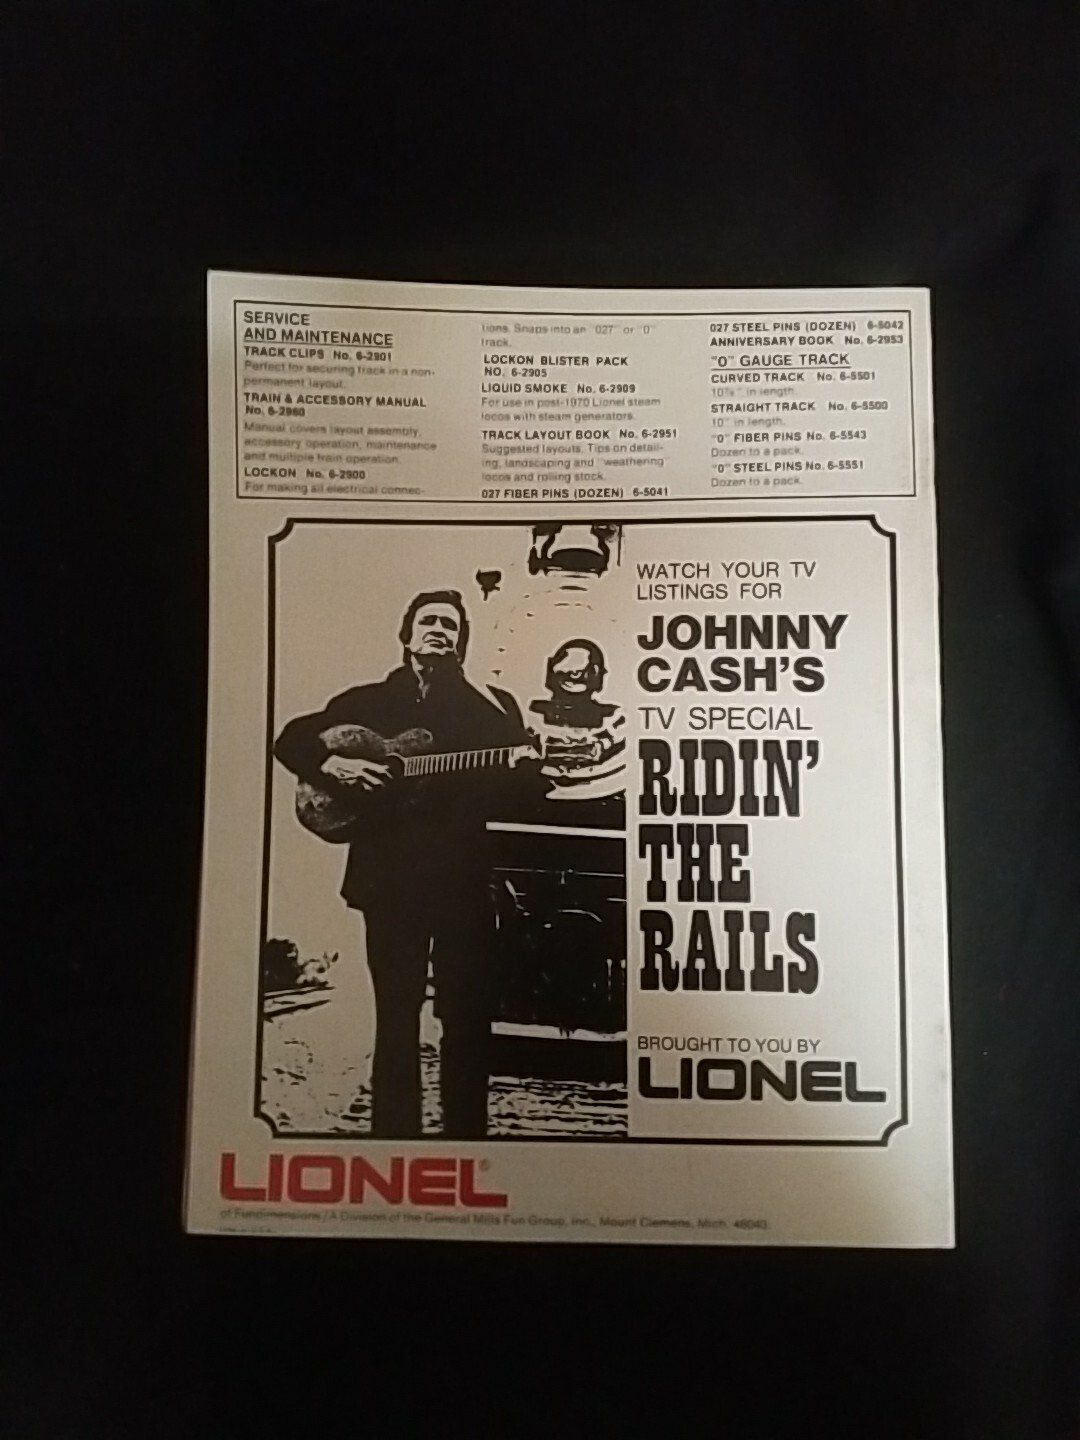 SERVICE
AND MAINTENANCE
TRACK CLIPS No. 6-2901
Perfect for securing track in a non-
permanent layout.
TRAIN & ACCESSORY MANUAL
No. 6-2960
Manual covers layout assembly,
accessory operation, maintenance
and multiple train operation.
LOCKON No. 6-2900
For making all electrical connec-
tions. Snaps into an "027" or "0"
track.
LOCKON BLISTER PACK
NO. 6-2905
LIQUID SMOKE No. 6-2909
For use in post-1970 Lionel steam
locos with steam generators.
TRACK LAYOUT BOOK No. 6-2951
Suggested layouts. Tips on detail-
ing, landscaping and "weathering"
locos and rolling stock.
027 FIBER PINS (DOZEN) 6-5041
027 STEEL PINS (DOZEN) 6-5042
ANNIVERSARY BOOK No. 6-2953
"O" GAUGE TRACK
CURVED TRACK No. 6-5501
in length.
STRAIGHT TRACK No. 6-5500
10" in length.
"0" FIBER PINS No. 6-5543
Dozen to a pack.
"0" STEEL PINS No. 6-5551
Dozen to a pack.
WATCH YOUR TV
LISTINGS FOR
JOHNNY
CASH'S
TV SPECIAL
RIDIN'
THE
RAILS
BROUGHT TO YOU BY
LIONEL
LIONEL®
of Fundimensions/A Division of the General Mills Fun Group, Inc., Mount Clemens, Mich. 48043